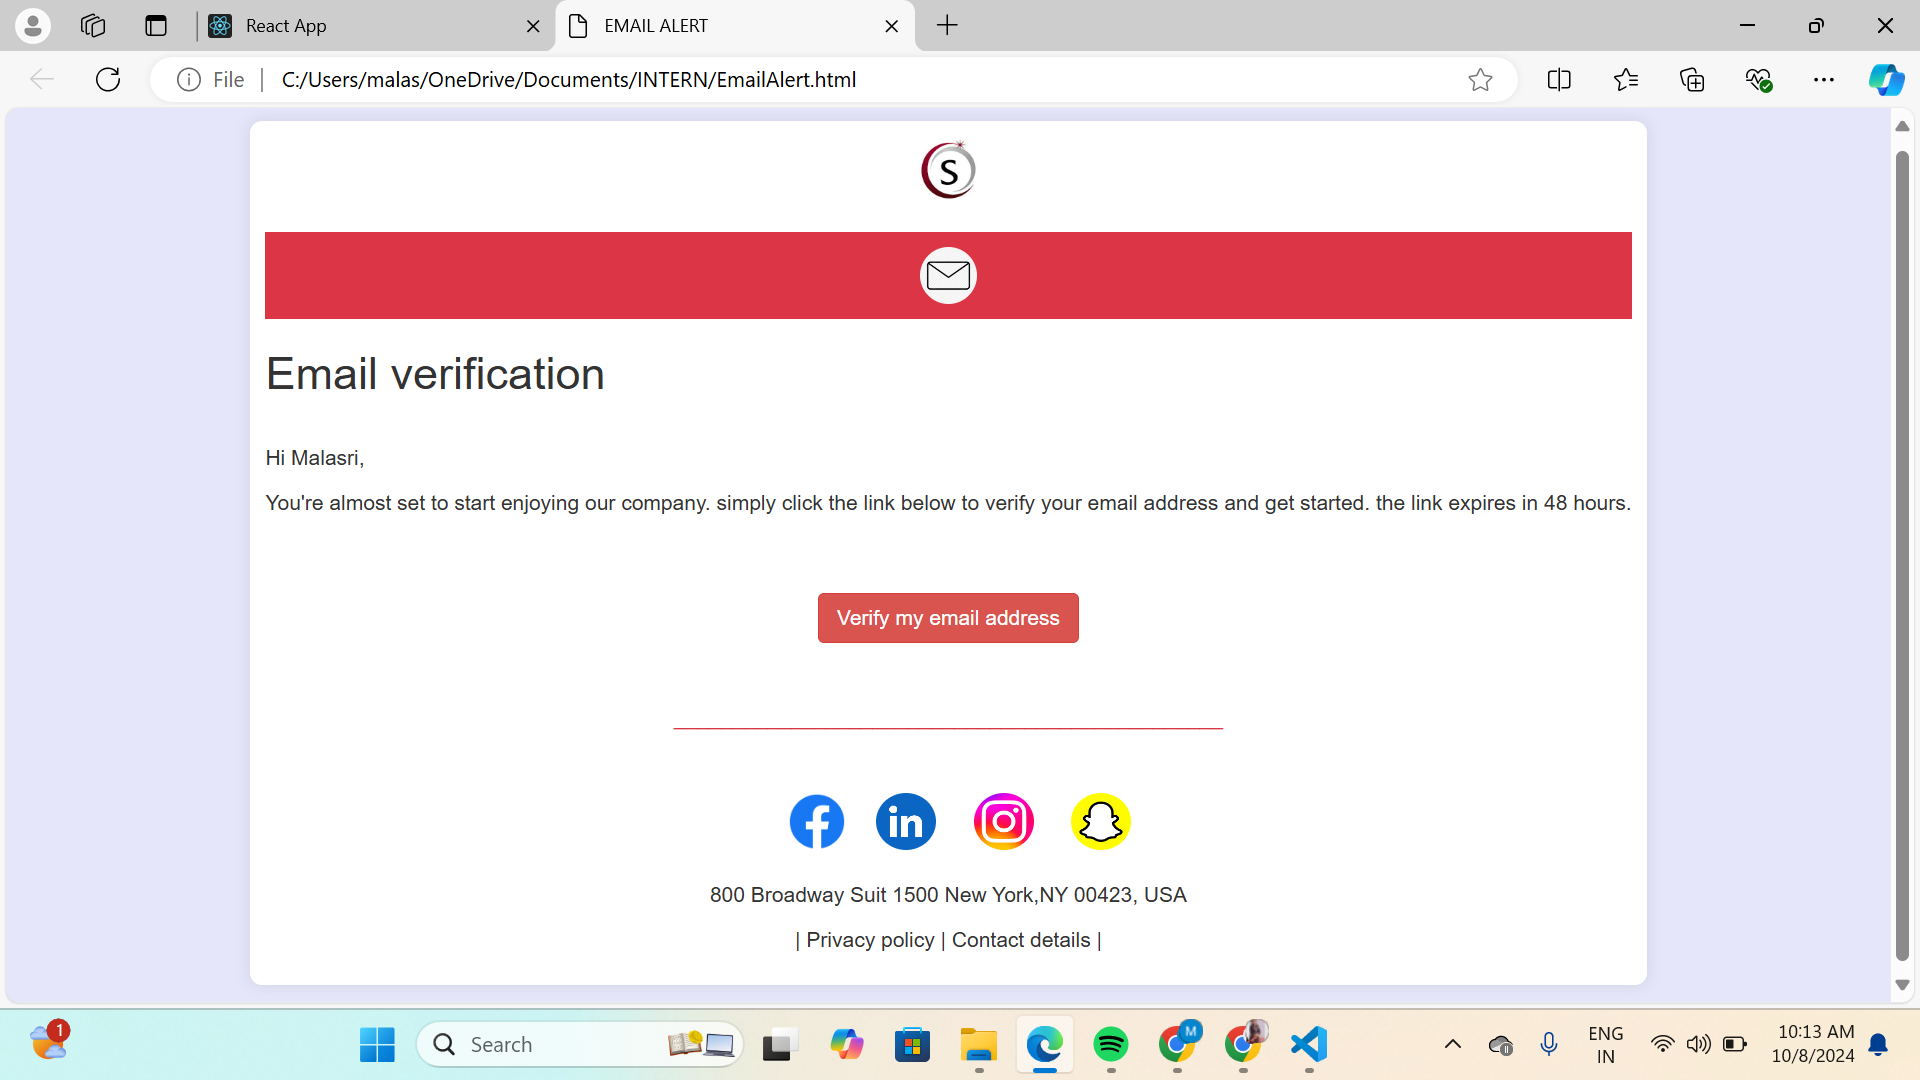 React App
EMAIL ALERT
File
C:/Users/malas/OneDrive/Documents/INTERN/EmailAlert.html
S
Email verification
Hi Malasri,
You're almost set to start enjoying our company. simply click the link below to verify your email address and get started. the link expires in 48 hours.
Verify my email address
800 Broadway Suit 1500 New York,NY 00423, USA
| Privacy policy | Contact details |
1
Search
M
ENG
IN
10:13 AM
10/8/2024